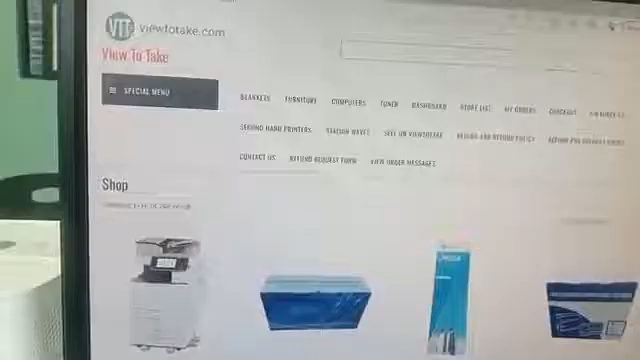 VTT viewtotake.com
View To Take
SPECIAL MENU
BLANKETS FURNITURE COMPUTERS TONER DASHBOARD STORE LIST MY ORDERS CHECKOUT
SECOND HAND PRINTERS STATION WAVES SELL ON VIEWTOTAKE REFUND AND RETURN POLICY
CONTACT US REFUND REQUEST FORM VIEW ORDER MESSAGES
Shop